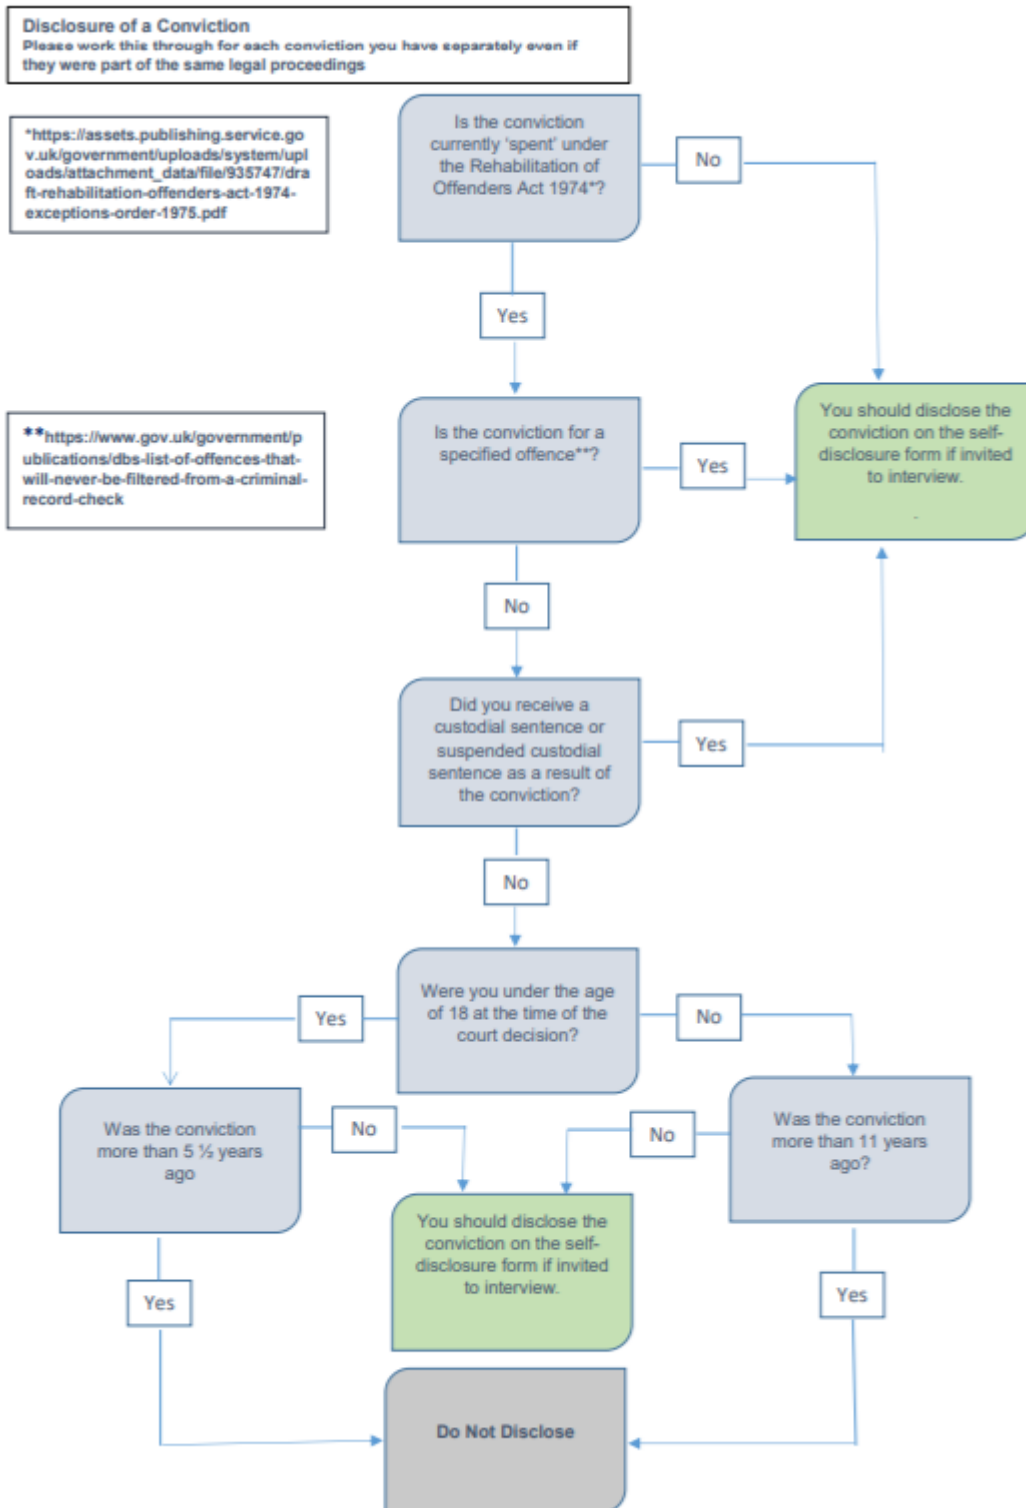 Disclosure of a Conviction
Please work this through for each conviction you have separately even if
they were part of the same legal proceedings
*https://assets.publishing.service.go
v.uk/government/uploads/system/upl
oads/attachment_data/file/935747/dra
ft-rehabilitation-offenders-act-1974-
exceptions-order-1975.pdf
Is the conviction
currently 'spent' under
the Rehabilitation of
Offenders Act 1974*?
No
Yes
**https://www.gov.uk/government/p
ublications/dbs-list-of-offences-that-
will-never-be-filtered-from-a-criminal-
record-check
Is the conviction for a
specified offence**?
Yes
You should disclose the
conviction on the self-
disclosure form if invited
to interview.
.
No
Did you receive a
custodial sentence or
suspended custodial
sentence as a result of
the conviction?
Yes
No
Were you under the age
of 18 at the time of the
court decision?
Yes
No
Was the conviction
more than 5 ½ years
ago
No
No
Was the conviction
more than 11 years
ago?
You should disclose the
conviction on the self-
disclosure form if invited
to interview.
Yes
Yes
Do Not Disclose